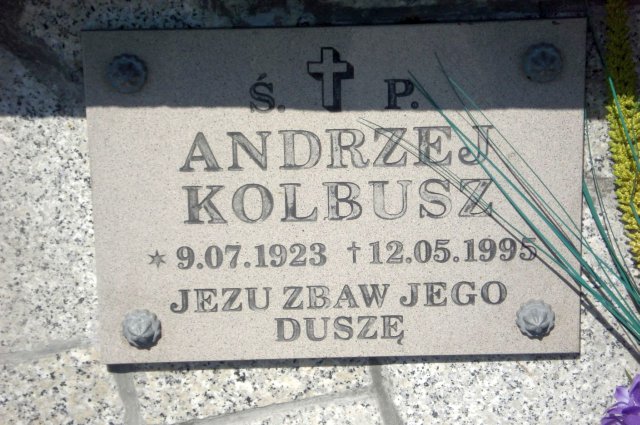 Ś. P.
ANDRZEJ
KOLBUSZ
* 9.07.1923 † 12.05.1995
JEZU ZBAW JEGO
DUSZĘ